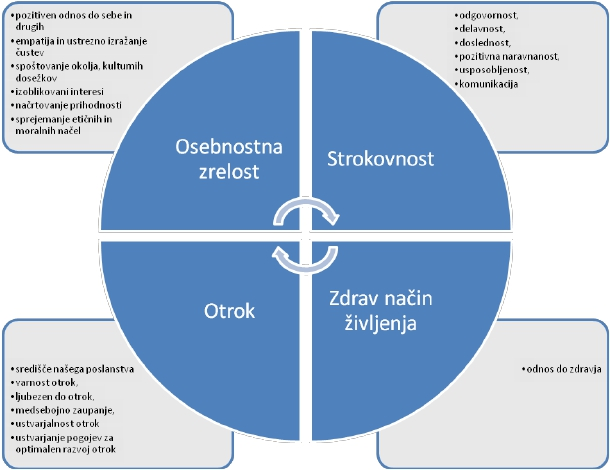 •pozitiven odnos do sebe in
drugih
•empatija in ustrezno izražanje
čustev
•spoštovanje okolja, kulturnih
dosežkov
•izoblikovani interesi
•načrtovanje prihodnosti
•sprejemanje etičnih in
moralnih načel
•odgovornost,
•delavnost,
•doslednost,
•pozitivna naravnanost,
•usposobljenost,
•komunikacija
Osebnostna
zrelost
Strokovnost
Otrok
Zdrav način
življenja
•središče našega poslanstva
•varnost otrok,
•ljubezen do otrok,
•medsebojno zaupanje,
•ustvarjalnost otrok
•ustvarjanje pogojev za
optimalen razvoj otrok
•odnos do zdravja